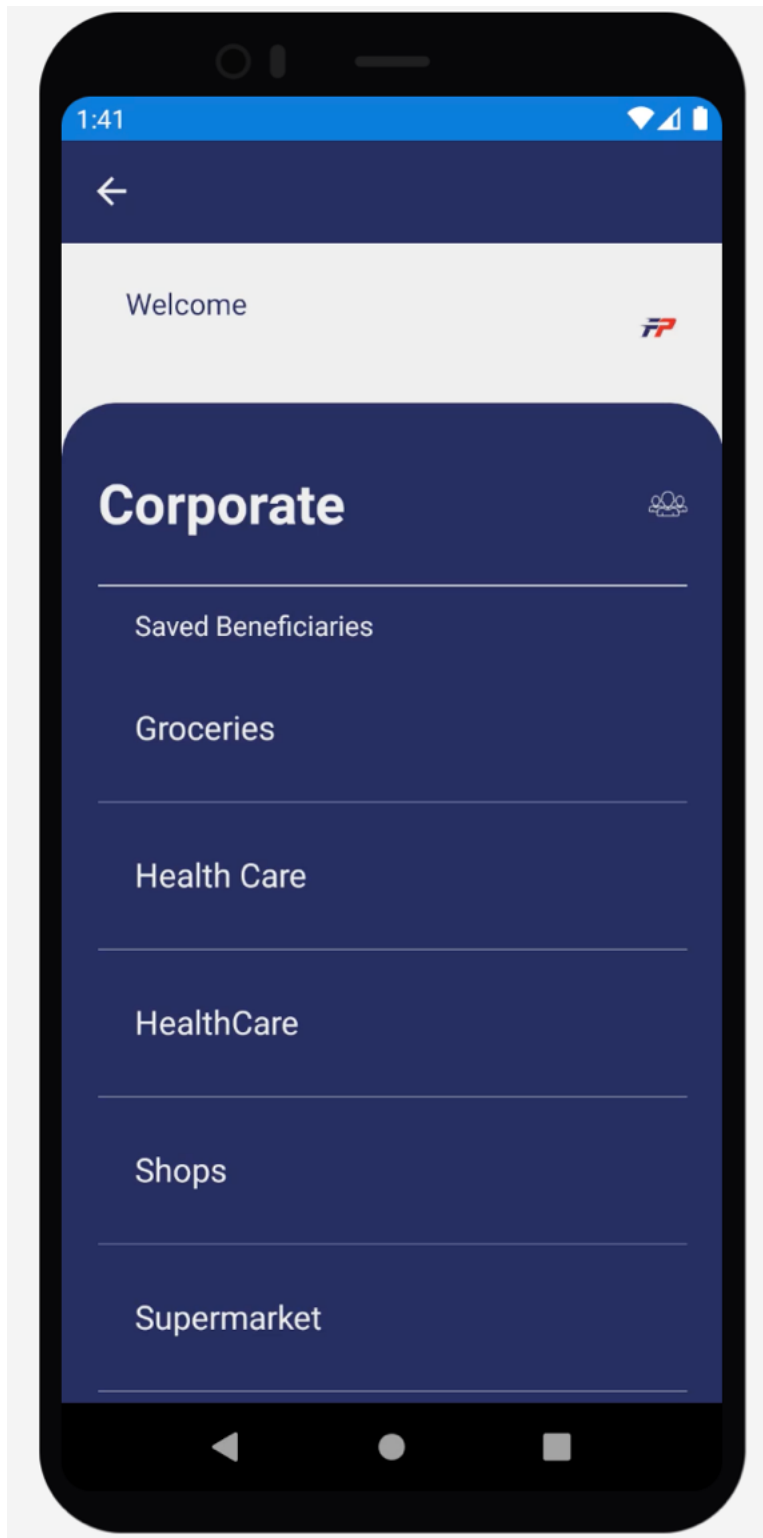 1:41
Welcome
FP
Corporate
Saved Beneficiaries
Groceries
Health Care
HealthCare
Shops
Supermarket